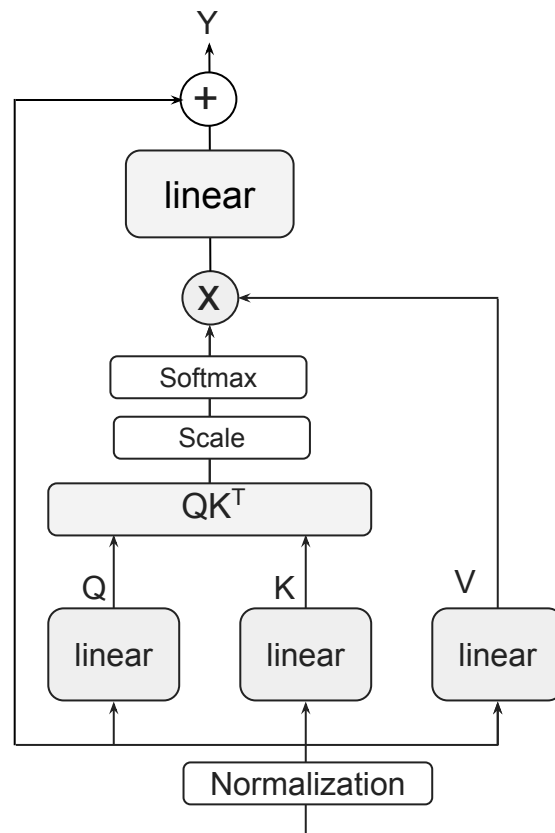 Y
+
linear
x
Softmax
Scale
QKᵀ
Q K V
linear linear linear
Normalization